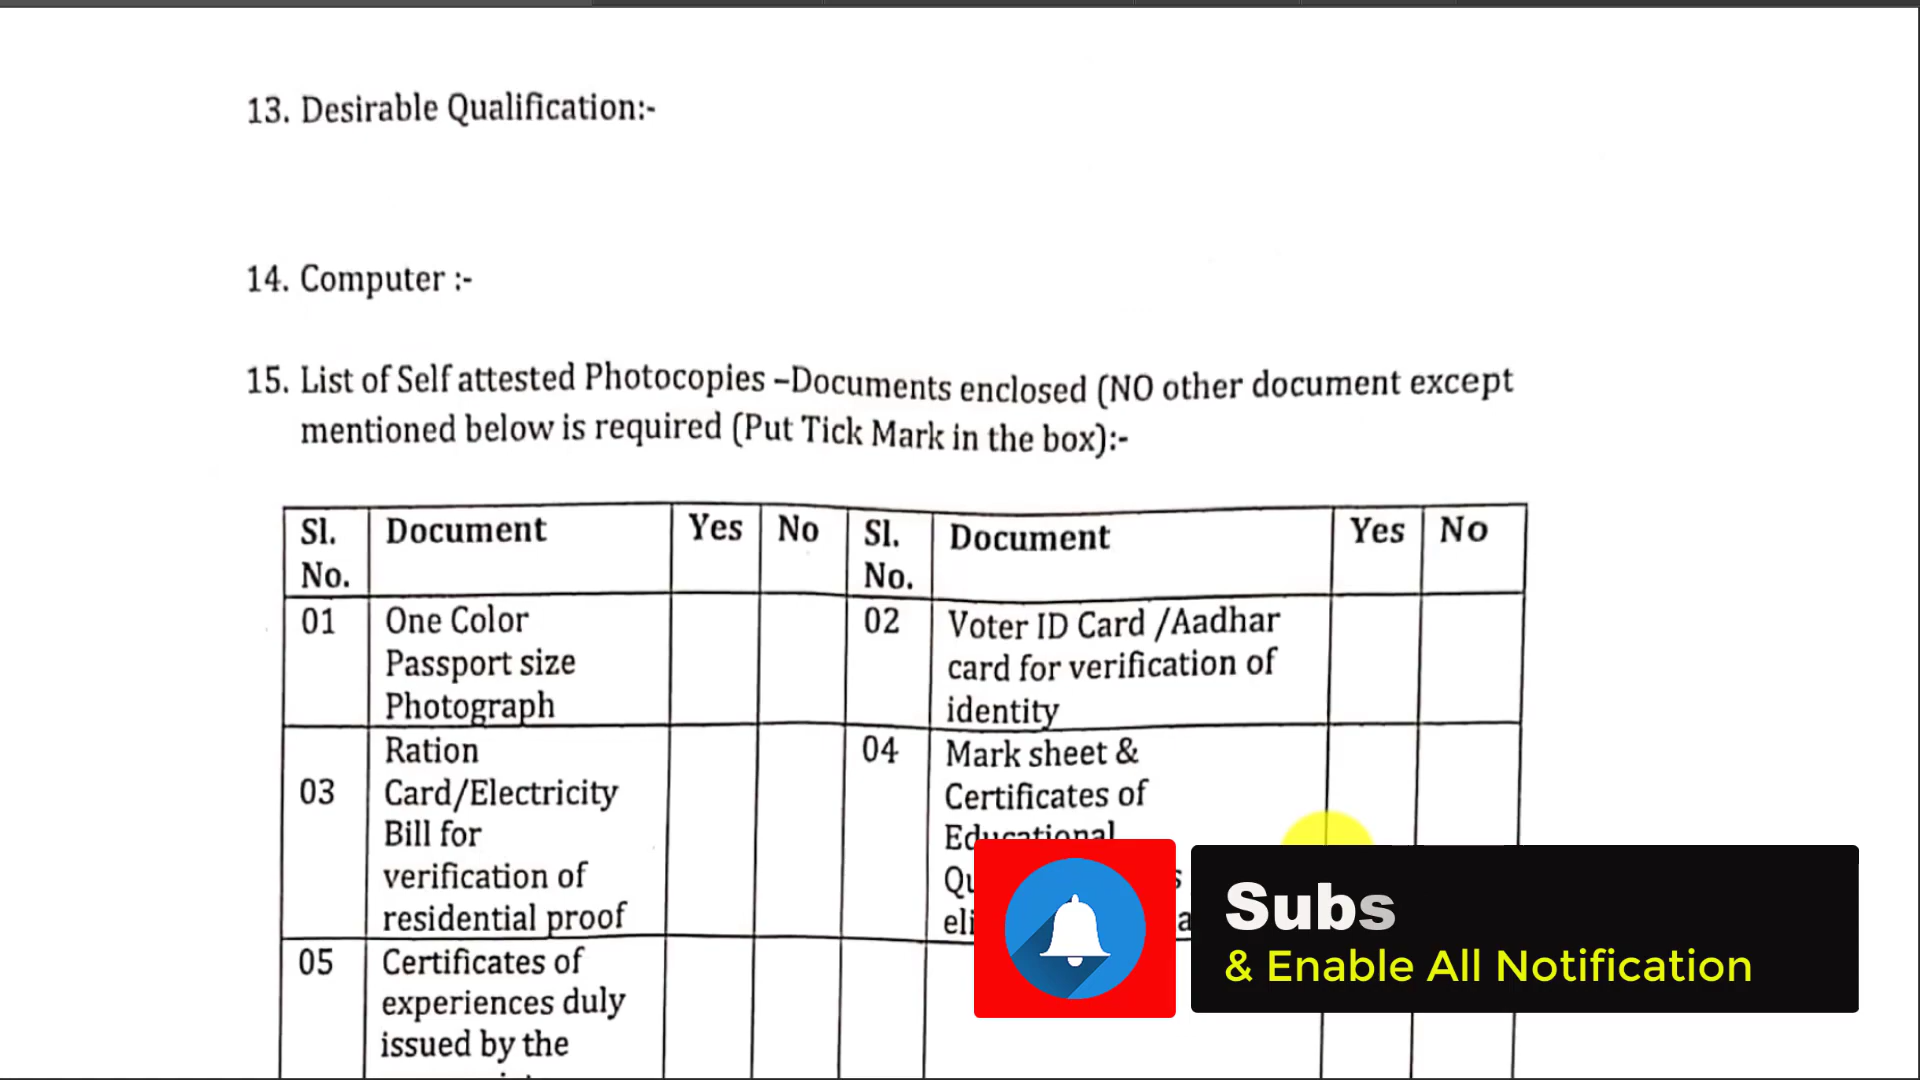 13. Desirable Qualification:-
14. Computer :-
15. List of Self attested Photocopies –Documents enclosed (NO other document except
mentioned below is required (Put Tick Mark in the box):-
Sl. No. Document Yes No Sl. No. Document Yes No
01 One Color
Passport size
Photograph
02 Voter ID Card /Aadhar
card for verification of
identity
03 Ration
Card/Electricity
Bill for
verification of
residential proof
04 Mark sheet &
Certificates of
Educational
05 Certificates of
experiences duly
issued by the
Subs
& Enable All Notification